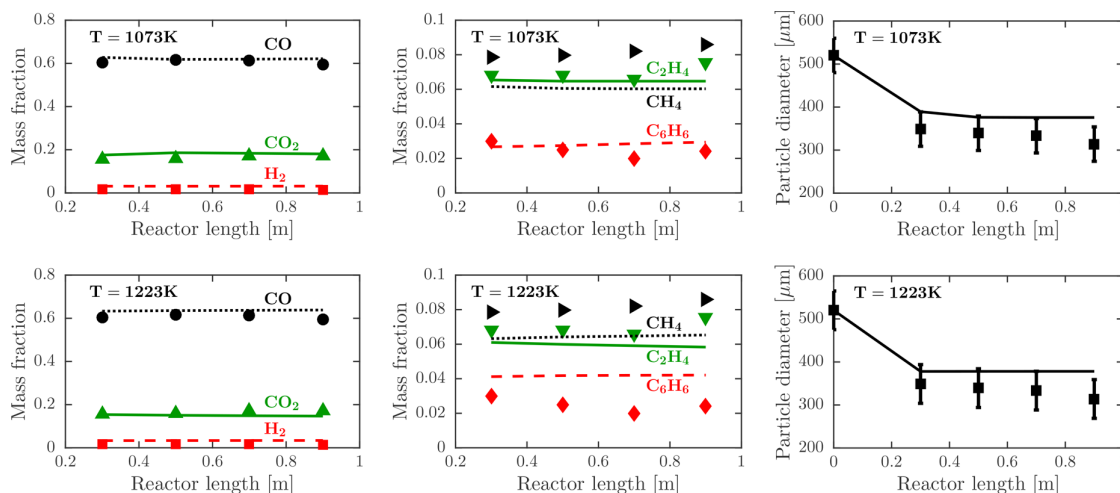 T = 1073K
CO
CO2
H2
Mass fraction
0.8
0.6
0.4
0.2
0
0.2 0.4 0.6 0.8 1
Reactor length [m]
T = 1073K
C2H4
CH4
C6H6
Mass fraction
0.1
0.08
0.06
0.04
0.02
0
0.2 0.4 0.6 0.8 1
Reactor length [m]
T = 1073K
Particle diameter [μm]
600
500
400
300
200
0 0.2 0.4 0.6 0.8 1
Reactor length [m]
T = 1223K
CO
CO2
H2
Mass fraction
0.8
0.6
0.4
0.2
0
0.2 0.4 0.6 0.8 1
Reactor length [m]
T = 1223K
CH4
C2H4
C6H6
Mass fraction
0.1
0.08
0.06
0.04
0.02
0
0.2 0.4 0.6 0.8 1
Reactor length [m]
T = 1223K
Particle diameter [μm]
600
500
400
300
200
0 0.2 0.4 0.6 0.8 1
Reactor length [m]